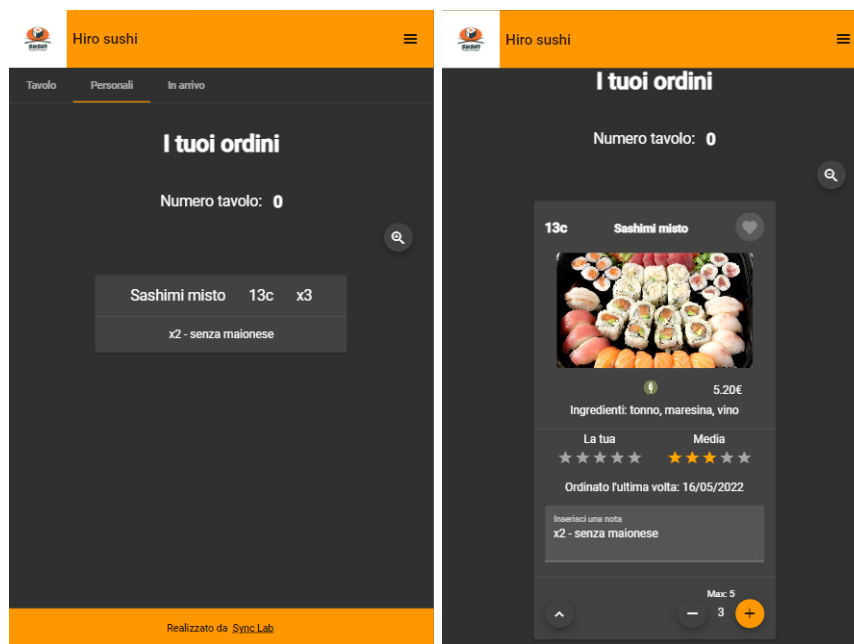 Hiro sushi
Tavolo Personali In arrivo
I tuoi ordini
Numero tavolo: 0
Sashimi misto 13c x3
x2 - senza maionese
Realizzato da Sync Lab
Hiro sushi
I tuoi ordini
Numero tavolo: 0
13c Sashimi misto
5.20€
Ingredienti: tonno, maresina, vino
La tua Media
Ordinato l'ultima volta: 16/05/2022
Inserisci una nota
x2 - senza maionese
Max: 5
3